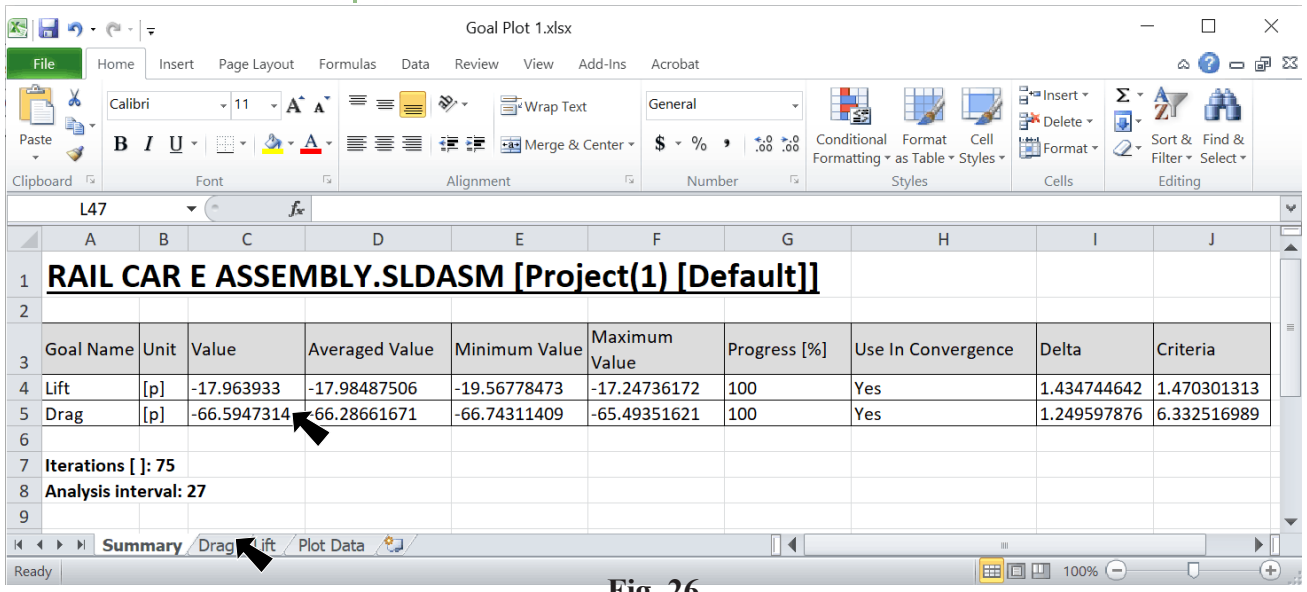 Goal Plot 1.xlsx
File Home Insert Page Layout Formulas Data Review View Add-Ins Acrobat
Calibri 11 A A Wrap Text General Insert
Delete
Paste B I U A Merge & Center $ % , .00 .00 Conditional Format Cell Format Sort & Find &
Formatting as Table Styles Filter Select
Clipboard Font Alignment Number Styles Cells Editing
L47 fx
A B C D E F G H I J
1 RAIL CAR E ASSEMBLY.SLDASM [Project(1) [Default]]
2
3 Goal Name Unit Value Averaged Value Minimum Value Maximum Value Progress [%] Use In Convergence Delta Criteria
4 Lift [p] -17.963933 -17.98487506 -19.56778473 -17.24736172 100 Yes 1.434744642 1.470301313
5 Drag [p] -66.5947314 -66.28661671 -66.74311409 -65.49351621 100 Yes 1.249597876 6.332516989
6
7 Iterations [ ]: 75
8 Analysis interval: 27
9
Summary Drag Lift Plot Data
Ready 100%
Fig. 26